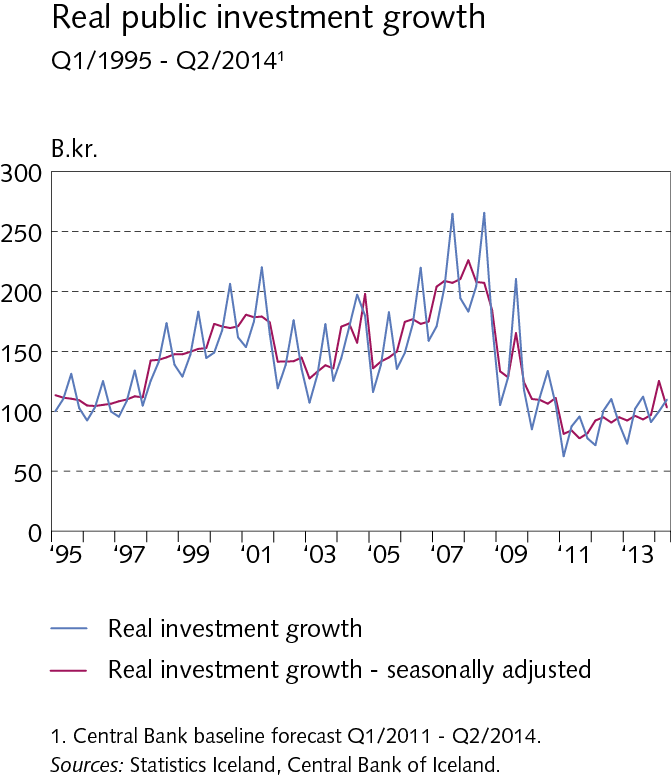 Real public investment growth
Q1/1995 - Q2/2014¹
B.kr.
300
250
200
150
100
50
0
‘95 ‘97 ‘99 ‘01 ‘03 ‘05 ‘07 ‘09 ‘11 ‘13
Real investment growth
Real investment growth - seasonally adjusted
1. Central Bank baseline forecast Q1/2011 - Q2/2014.
Sources: Statistics Iceland, Central Bank of Iceland.